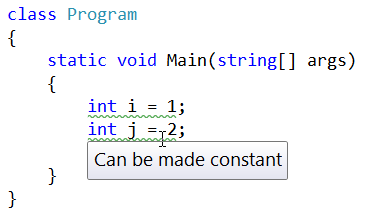 class Program
{
    static void Main(string[] args)
    {
        int i = 1;
        int j = 2;
        Can be made constant
    }
}